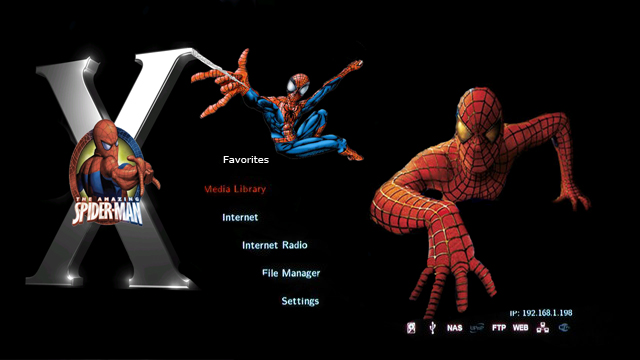 X
THE AMAZING
SPIDER-MAN
Favorites
Media Library
Internet
Internet Radio
File Manager
Settings
IP: 192.168.1.198
NAS UPnP FTP WEB